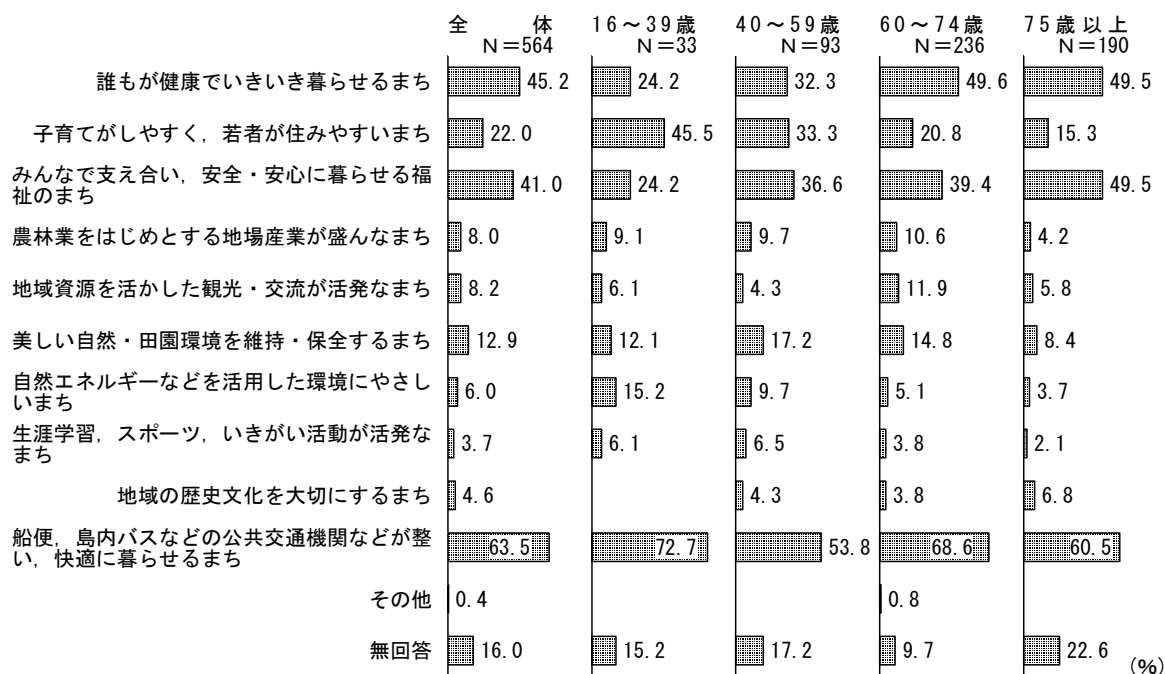 全　　体 16～39歳 40～59歳 60～74歳 75歳以上
N=564 N=33 N=93 N=236 N=190
誰もが健康でいきいき暮らせるまち 45.2 24.2 32.3 49.6 49.5
子育てがしやすく，若者が住みやすいまち 22.0 45.5 33.3 20.8 15.3
みんなで支え合い，安全・安心に暮らせる福
祉のまち 41.0 24.2 36.6 39.4 49.5
農林業をはじめとする地場産業が盛んなまち 8.0 9.1 9.7 10.6 4.2
地域資源を活かした観光・交流が活発なまち 8.2 6.1 4.3 11.9 5.8
美しい自然・田園環境を維持・保全するまち 12.9 12.1 17.2 14.8 8.4
自然エネルギーなどを活用した環境にやさし
いまち 6.0 15.2 9.7 5.1 3.7
生涯学習，スポーツ，いきがい活動が活発な
まち 3.7 6.1 6.5 3.8 2.1
地域の歴史文化を大切にするまち 4.6 4.3 3.8 6.8
船便，島内バスなどの公共交通機関などが整
い，快適に暮らせるまち 63.5 72.7 53.8 68.6 60.5
その他 0.4 0.8
無回答 16.0 15.2 17.2 9.7 22.6
(%)